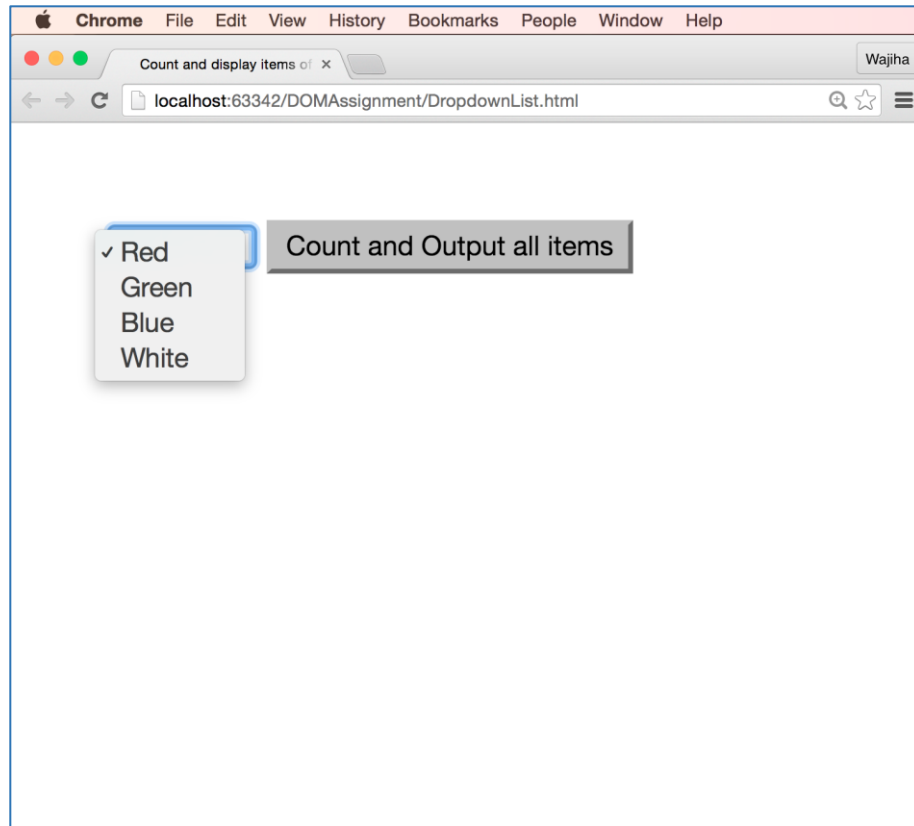 Chrome File Edit View History Bookmarks People Window Help
Count and display items of
Wajiha
localhost:63342/DOMAssignment/DropdownList.html
Red
Count and Output all items
Green
Blue
White